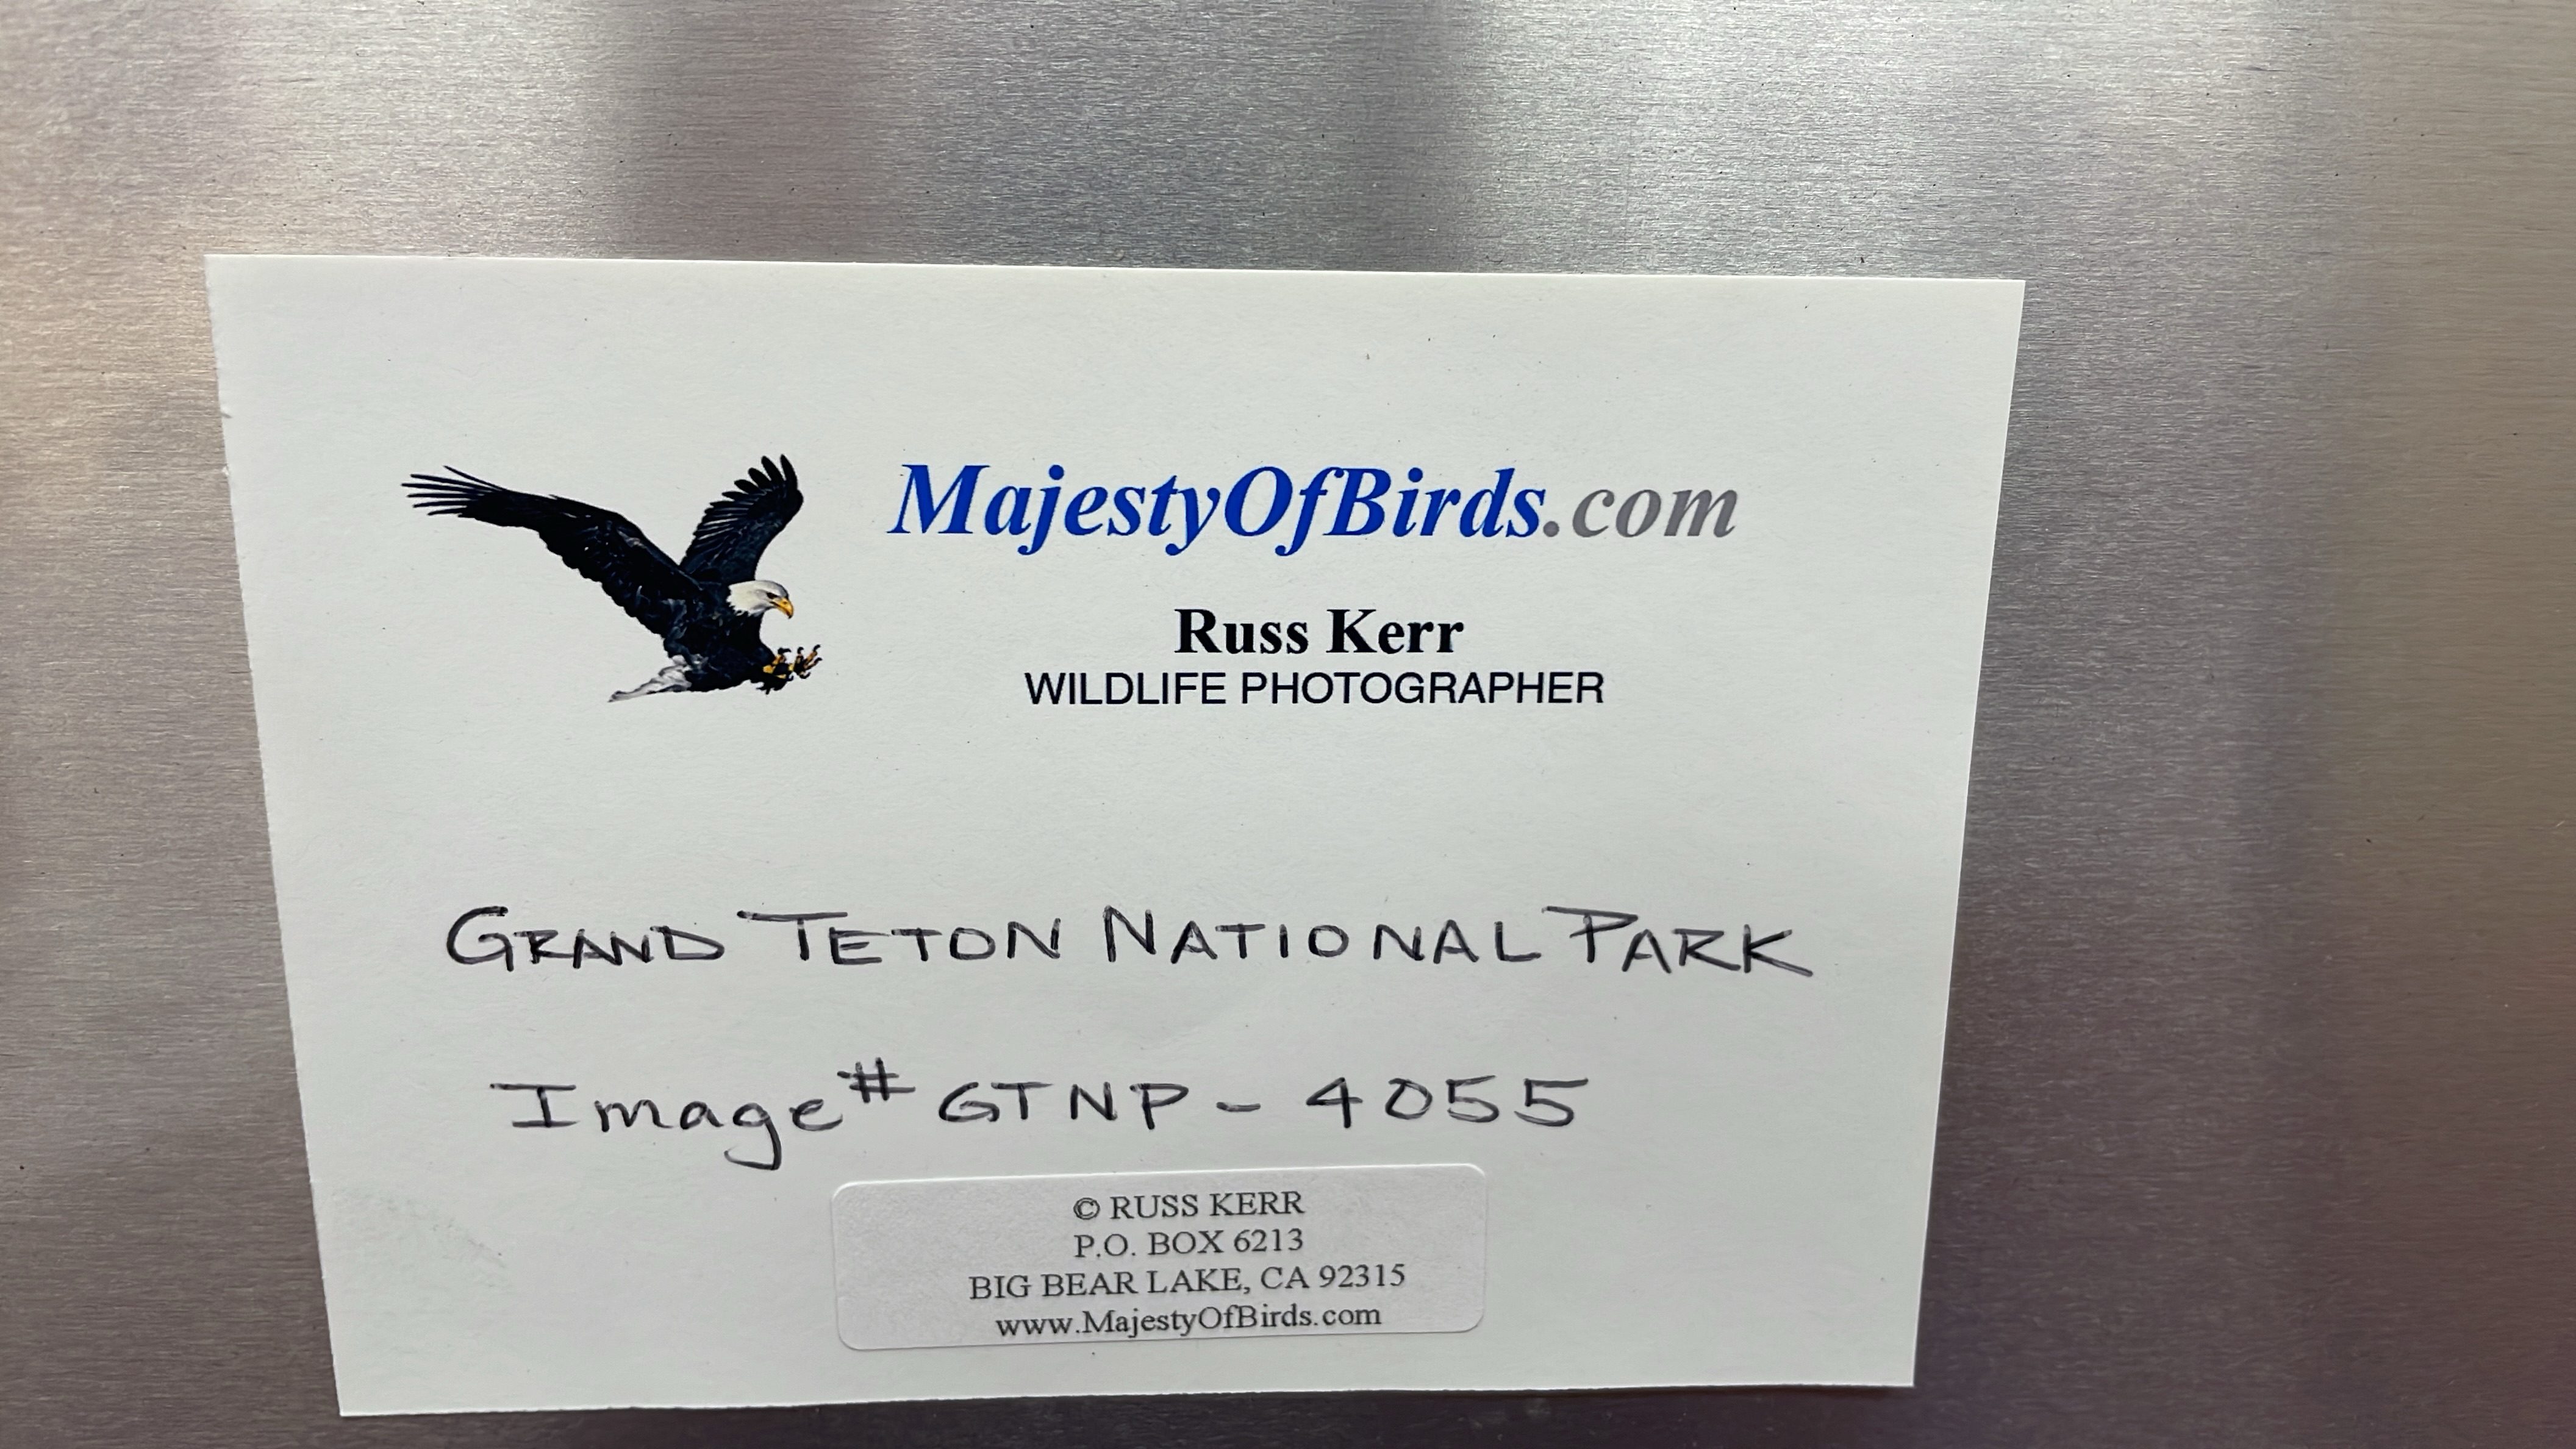 MajestyOfBirds.com
Russ Kerr
WILDLIFE PHOTOGRAPHER
GRAND TETON NATIONAL PARK
Image# GTNP - 4055
© RUSS KERR
P.O. BOX 6213
BIG BEAR LAKE, CA 92315
www.MajestyOfBirds.com